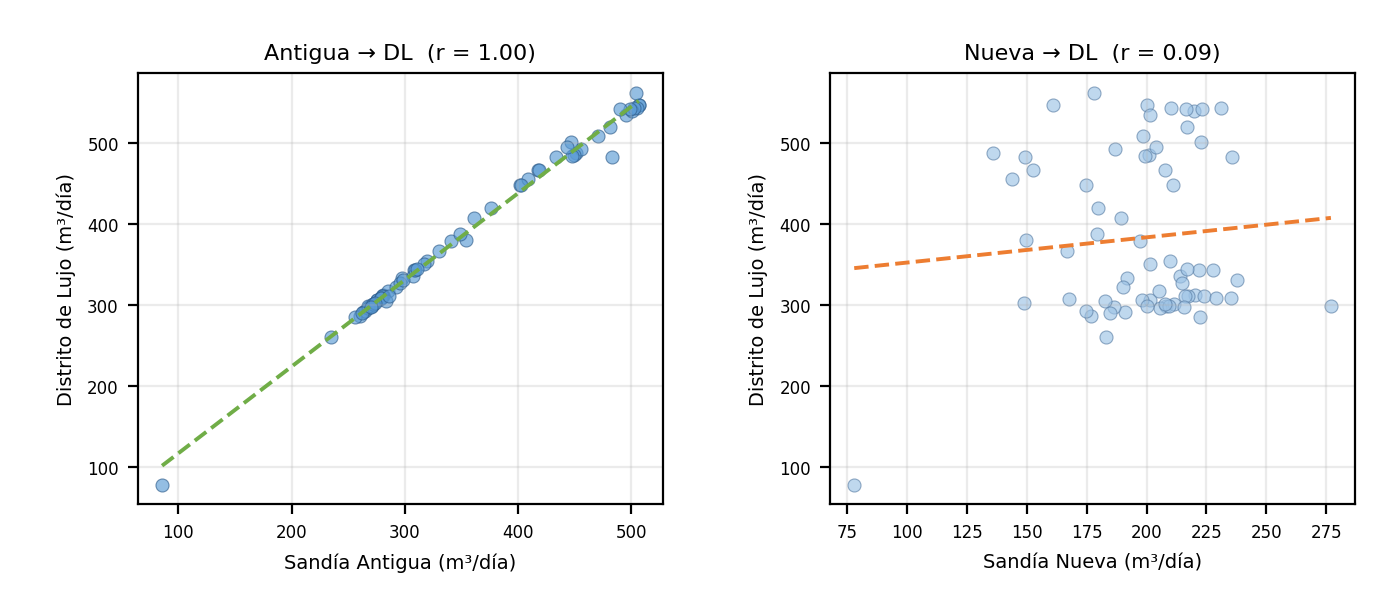 Antigua → DL (r = 1.00)
Distrito de Lujo (m³/día)
500
400
300
200
100
100 200 300 400 500
Sandía Antigua (m³/día)
Nueva → DL (r = 0.09)
Distrito de Lujo (m³/día)
500
400
300
200
100
75 100 125 150 175 200 225 250 275
Sandía Nueva (m³/día)